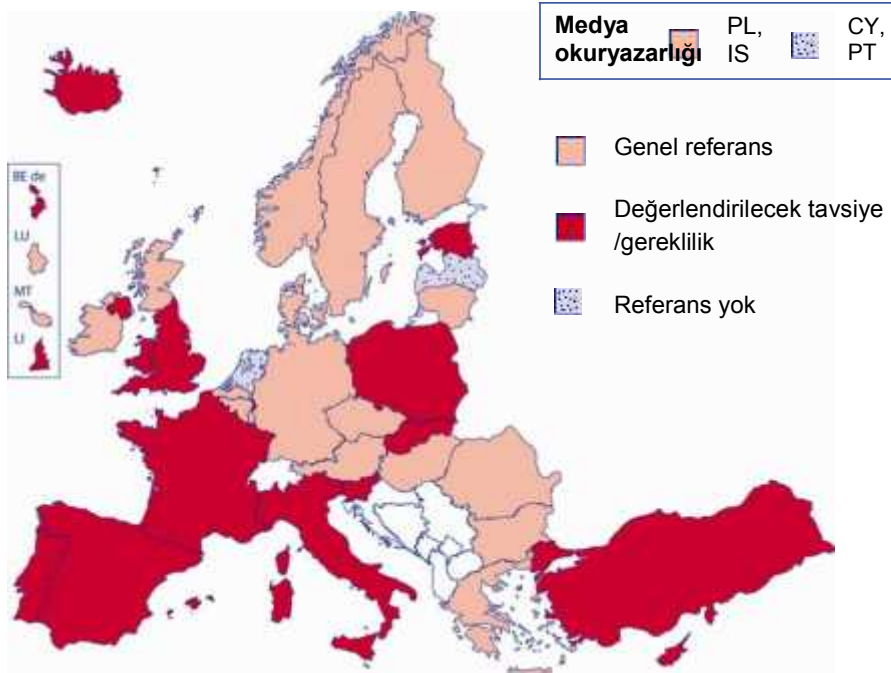 Medya okuryazarlığı
PL, IS
CY, PT
Genel referans
Değerlendirilecek tavsiye
/gereklilik
Referans yok
BE de
LU
MT
LI